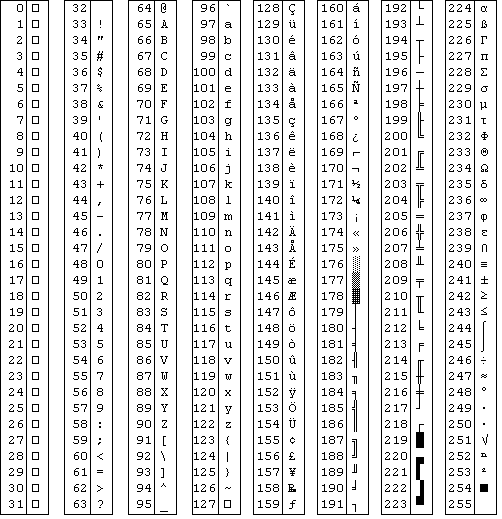 0 □ 32 64 @ 96 ` 128 Ç 160 á 192 └ 224 α
1 □ 33 ! 65 A 97 a 129 ü 161 í 193 ┴ 225 ß
2 □ 34 " 66 B 98 b 130 é 162 ó 194 ┬ 226 Γ
3 □ 35 # 67 C 99 c 131 â 163 ú 195 ├ 227 π
4 □ 36 $ 68 D 100 d 132 ä 164 ñ 196 ─ 228 Σ
5 □ 37 % 69 E 101 e 133 à 165 Ñ 197 ┼ 229 σ
6 □ 38 & 70 F 102 f 134 å 166 ª 198 ╞ 230 µ
7 □ 39 ' 71 G 103 g 135 ç 167 º 199 ╟ 231 τ
8 □ 40 ( 72 H 104 h 136 ê 168 ¿ 200 ╚ 232 Φ
9 □ 41 ) 73 I 105 i 137 ë 169 ⌐ 201 ╔ 233 Θ
10 □ 42 * 74 J 106 j 138 è 170 ¬ 202 ╩ 234 Ω
11 □ 43 + 75 K 107 k 139 ï 171 ½ 203 ╦ 235 δ
12 □ 44 , 76 L 108 l 140 î 172 ¼ 204 ╠ 236 ∞
13 □ 45 - 77 M 109 m 141 ì 173 ¡ 205 ═ 237 φ
14 □ 46 . 78 N 110 n 142 Ä 174 « 206 ╬ 238 ε
15 □ 47 / 79 O 111 o 143 Å 175 » 207 ╧ 239 ∩
16 □ 48 0 80 P 112 p 144 É 176 ░ 208 ╨ 240 ≡
17 □ 49 1 81 Q 113 q 145 æ 177 ▒ 209 ╤ 241 ±
18 □ 50 2 82 R 114 r 146 Æ 178 ▓ 210 ╥ 242 ≥
19 □ 51 3 83 S 115 s 147 ô 179 │ 211 ╙ 243 ≤
20 □ 52 4 84 T 116 t 148 ö 180 ┤ 212 ╘ 244 ⌠
21 □ 53 5 85 U 117 u 149 ò 181 ╡ 213 ╒ 245 ⌡
22 □ 54 6 86 V 118 v 150 û 182 ╢ 214 ╓ 246 ÷
23 □ 55 7 87 W 119 w 151 ù 183 ╖ 215 ╫ 247 ≈
24 □ 56 8 88 X 120 x 152 ÿ 184 ╕ 216 ╪ 248 °
25 □ 57 9 89 Y 121 y 153 Ö 185 ╣ 217 ┘ 249 ∙
26 □ 58 : 90 Z 122 z 154 Ü 186 ║ 218 ┌ 250 ·
27 □ 59 ; 91 [ 123 { 155 ¢ 187 ╗ 219 █ 251 √
28 □ 60 < 92 \ 124 | 156 £ 188 ╝ 220 ▄ 252 ⁿ
29 □ 61 = 93 ] 125 } 157 ¥ 189 ╜ 221 ▌ 253 ²
30 □ 62 > 94 ^ 126 ~ 158 ₧ 190 ╛ 222 ▐ 254 ■
31 □ 63 ? 95 _ 127 □ 159 ƒ 191 ┐ 223 ▀ 255